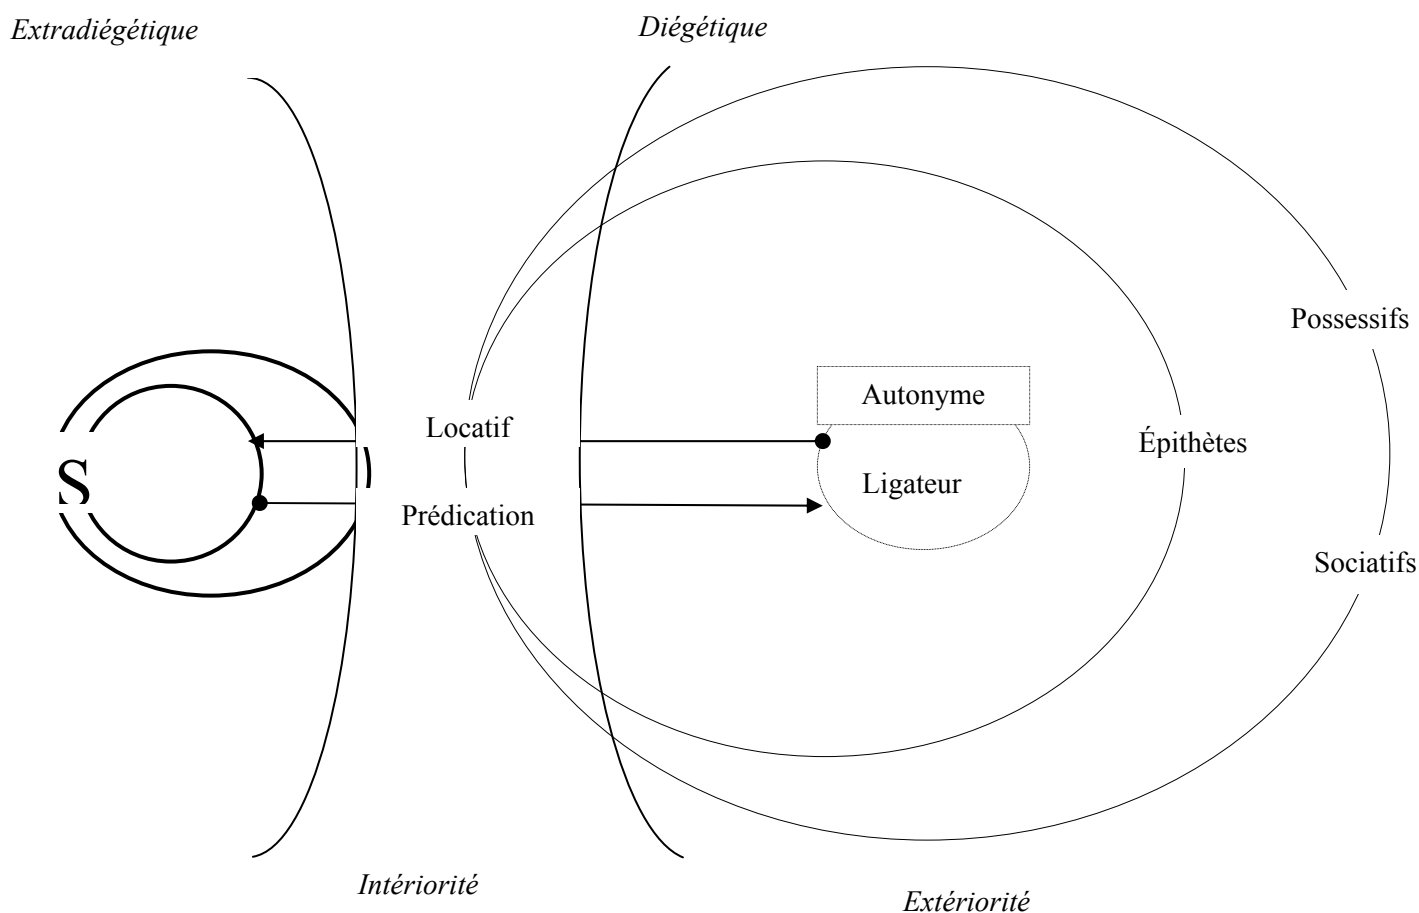 Extradiégétique
Diégétique
Possessifs
Autonyme
Locatif
Épithètes
S
Ligateur
Prédication
Sociatifs
Intériorité
Extériorité